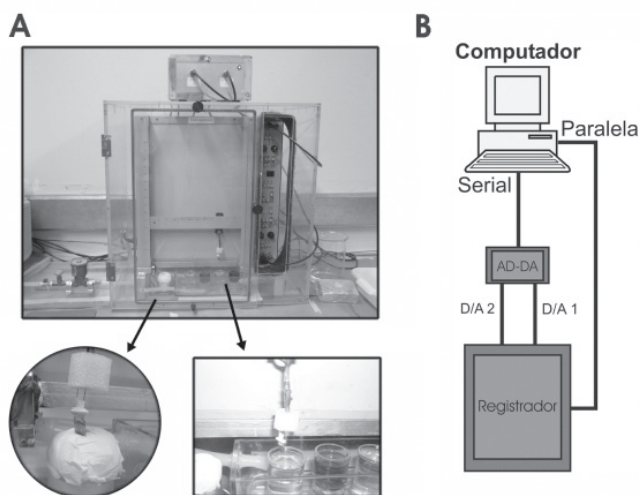 A
B
Computador
Paralela
Serial
AD-DA
D/A 2
D/A 1
Registrador